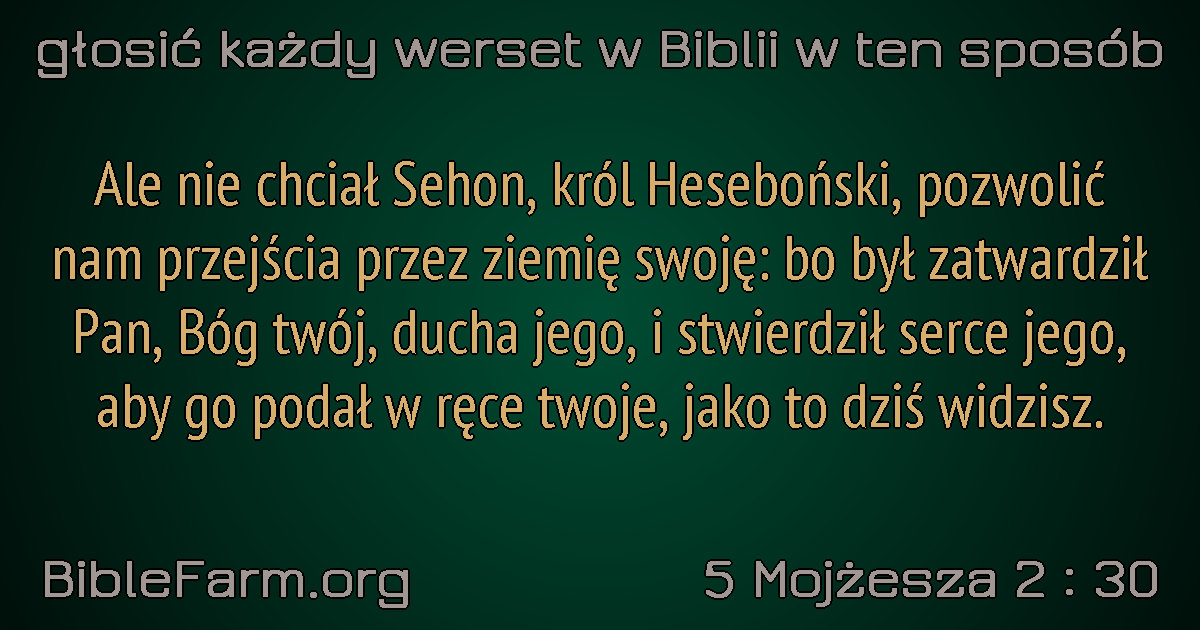 głosić każdy werset w Biblii w ten sposób
Ale nie chciał Sehon, król Heseboński, pozwolić
nam przejścia przez ziemię swoję: bo był zatwardził
Pan, Bóg twój, ducha jego, i stwierdził serce jego,
aby go podał w ręce twoje, jako to dziś widzisz.
BibleFarm.org
5 Mojżesza 2 : 30